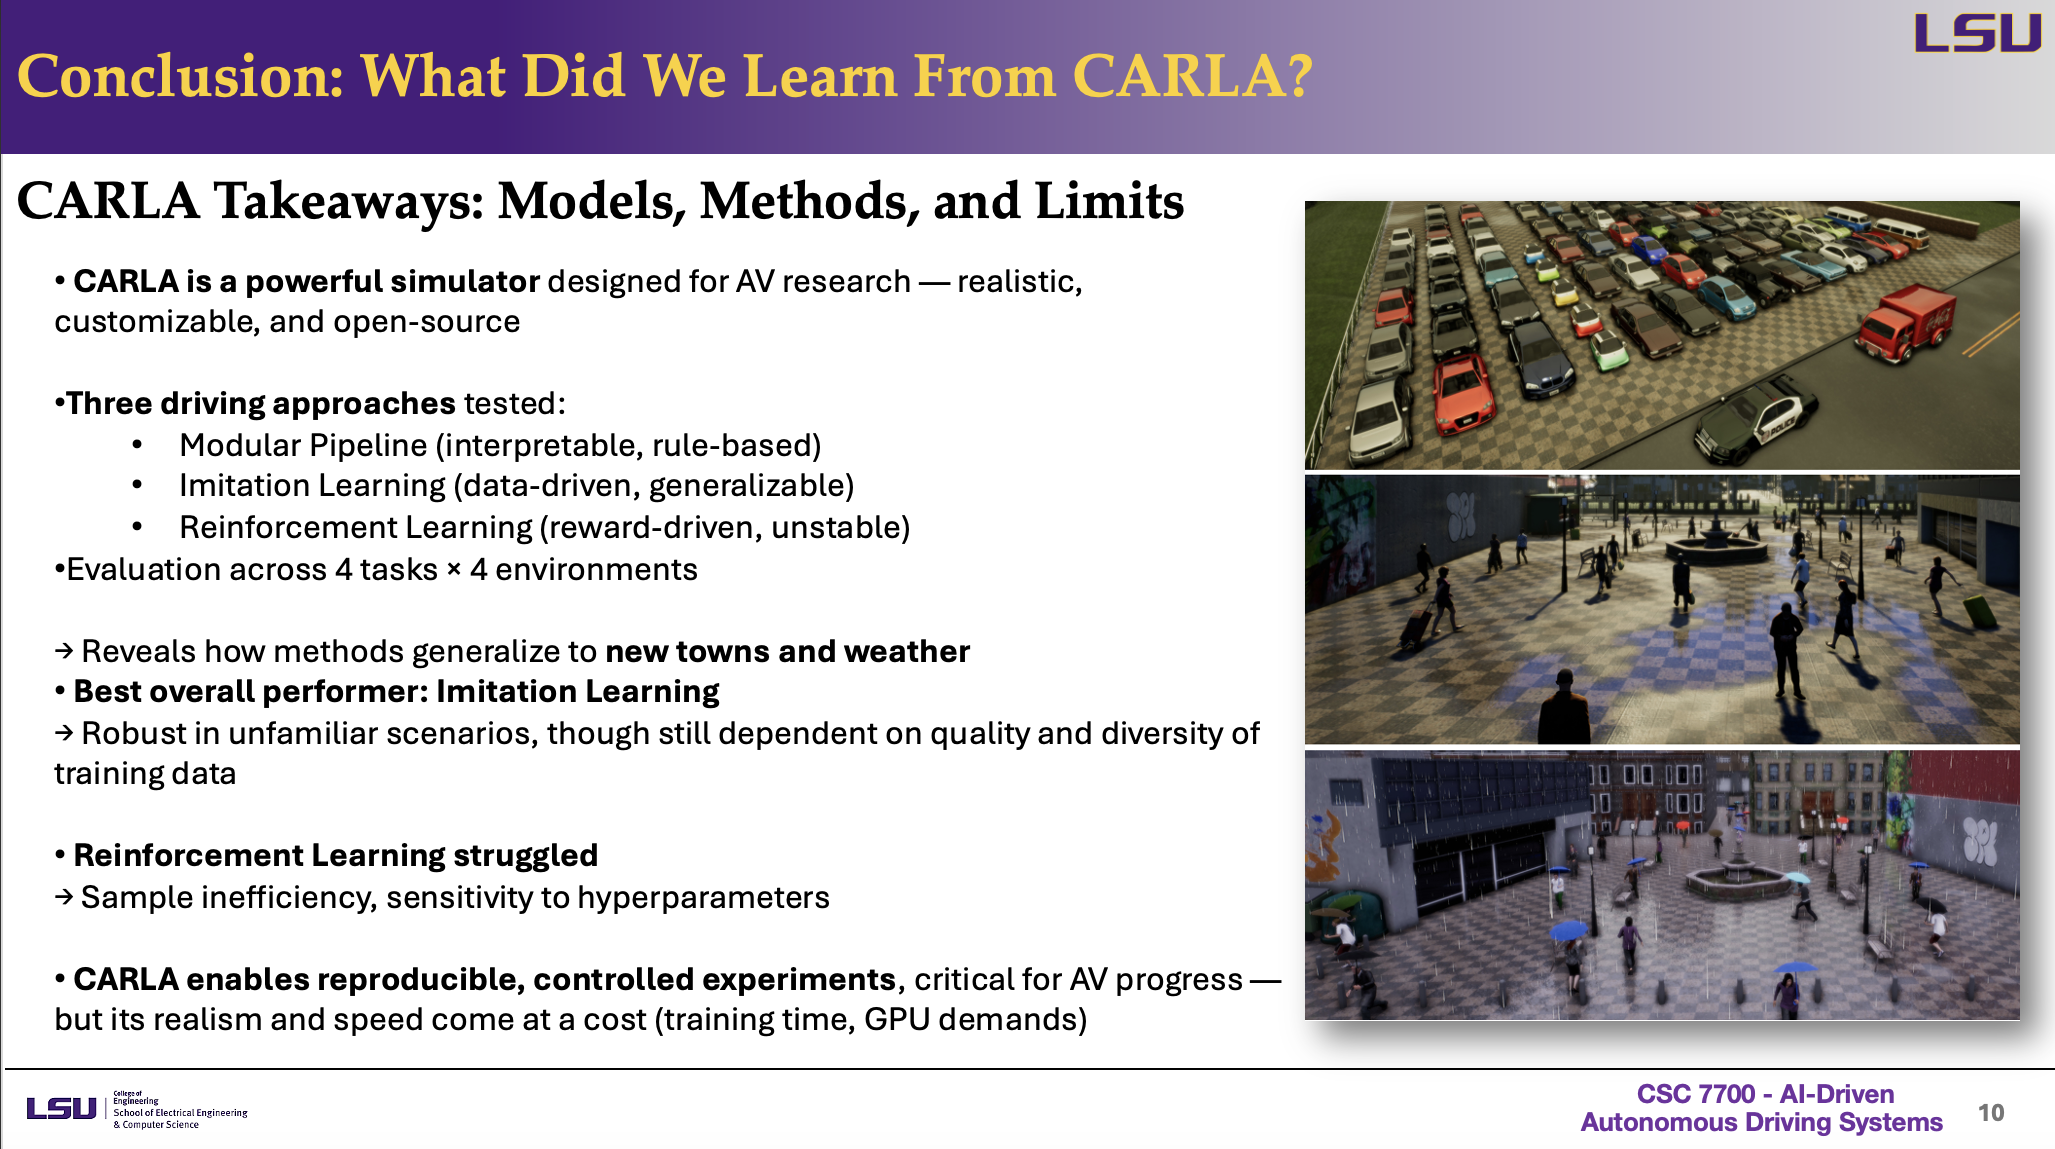 LSU
Conclusion: What Did We Learn From CARLA?
CARLA Takeaways: Models, Methods, and Limits
• CARLA is a powerful simulator designed for AV research — realistic,
customizable, and open-source
•Three driving approaches tested:
• Modular Pipeline (interpretable, rule-based)
• Imitation Learning (data-driven, generalizable)
• Reinforcement Learning (reward-driven, unstable)
•Evaluation across 4 tasks × 4 environments
→ Reveals how methods generalize to new towns and weather
• Best overall performer: Imitation Learning
→ Robust in unfamiliar scenarios, though still dependent on quality and diversity of
training data
• Reinforcement Learning struggled
→ Sample inefficiency, sensitivity to hyperparameters
• CARLA enables reproducible, controlled experiments, critical for AV progress —
but its realism and speed come at a cost (training time, GPU demands)
POLICE
LSU
College of
Engineering
School of Electrical Engineering
& Computer Science
CSC 7700 - AI-Driven
Autonomous Driving Systems
10